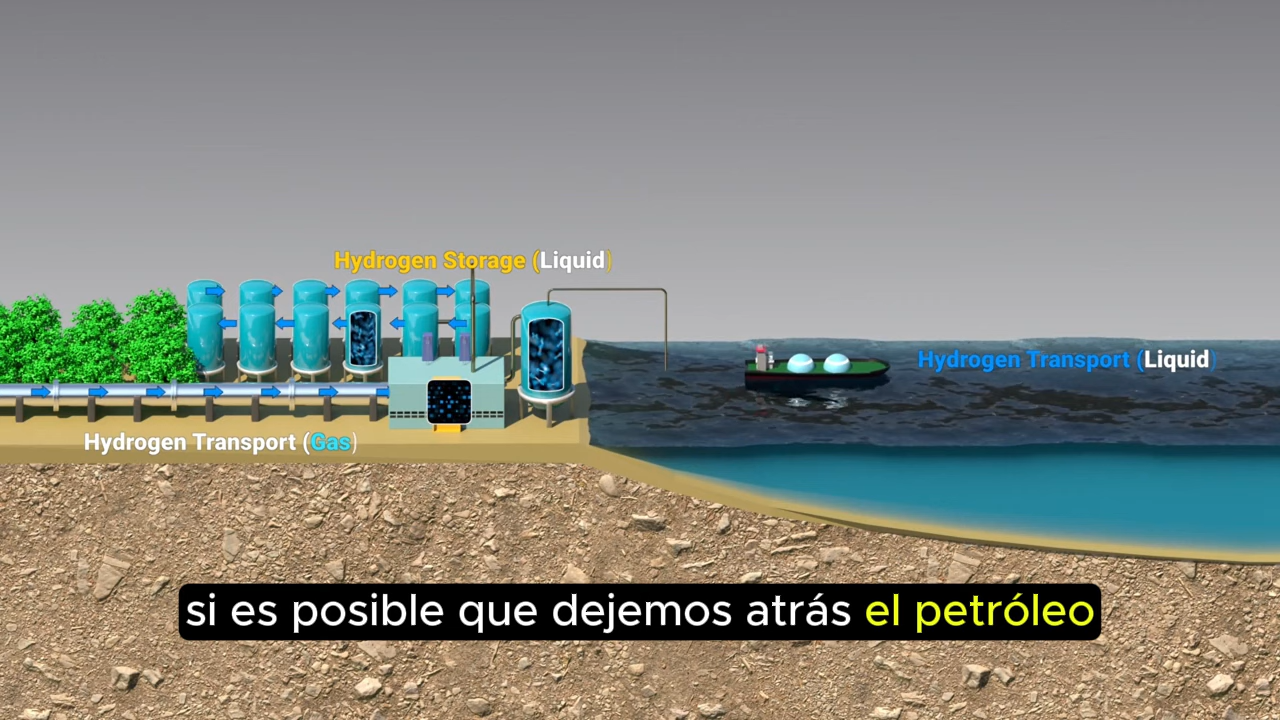 Hydrogen Storage (Liquid)
Hydrogen Transport (Liquid)
Hydrogen Transport (Gas)
si es posible que dejemos atrás el petróleo